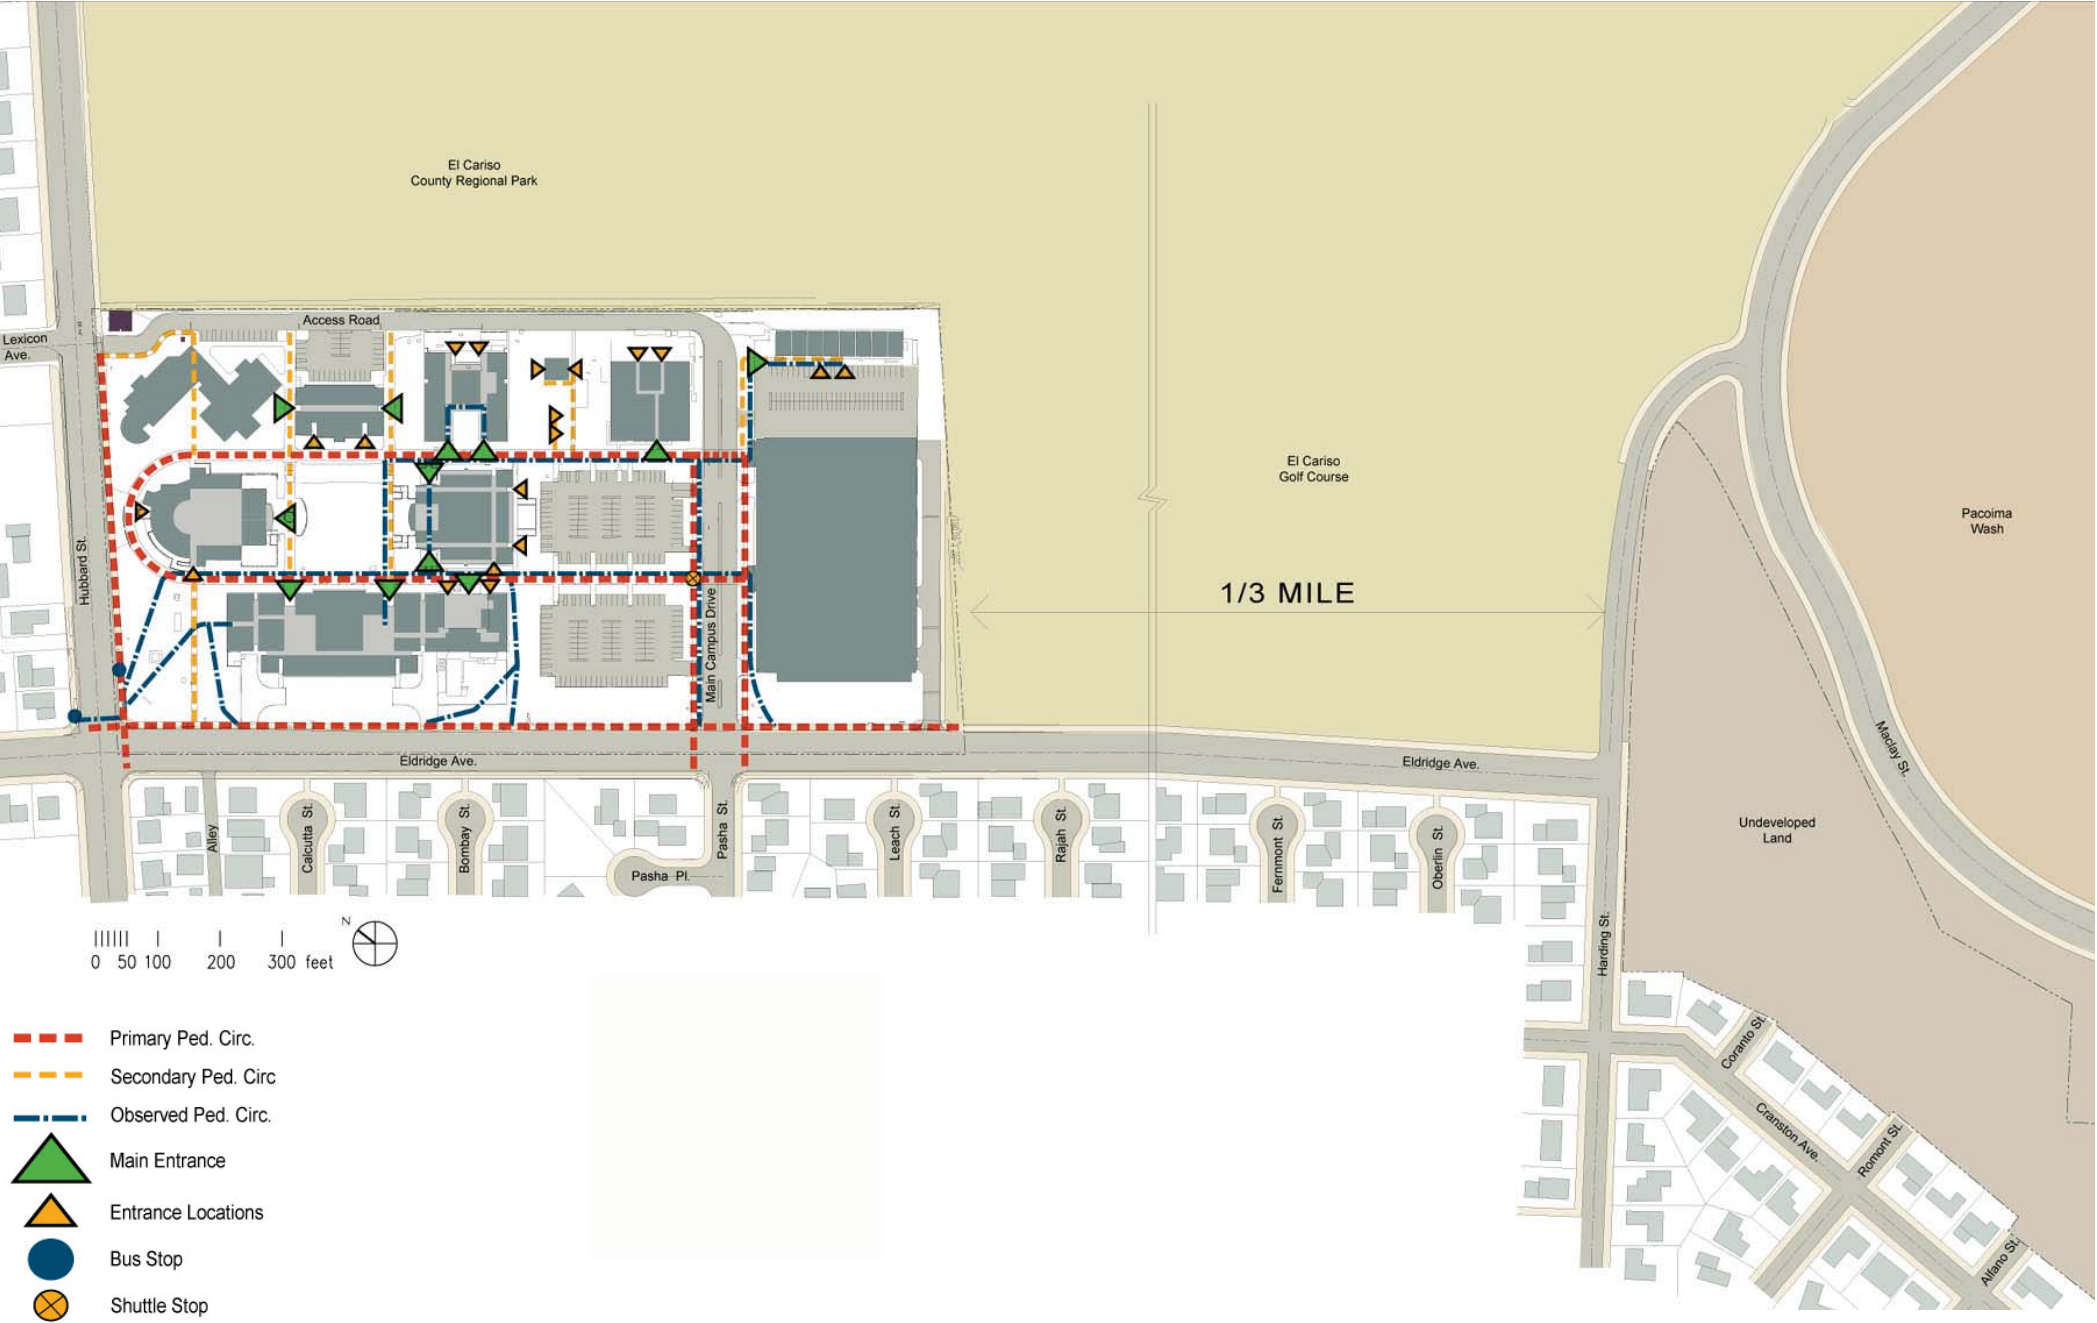 El Cariso
County Regional Park
Lexicon
Ave.
Access Road
Hubbard St.
El Cariso
Golf Course
Pacoima
Wash
1/3 MILE
Main Campus Drive
Maclay St.
Eldridge Ave.
Eldridge Ave.
Undeveloped
Land
Alley
Calcutta St.
Bombay St.
Pasha Pl.
Pasha St.
Leach St.
Rajah St.
Fernmont St.
Oberlin St.
Harding St.
N
0 50 100 200 300 feet
Coranto St.
Cranston Ave.
Romont St.
Alfano St.
Primary Ped. Circ.
Secondary Ped. Circ
Observed Ped. Circ.
Main Entrance
Entrance Locations
Bus Stop
Shuttle Stop